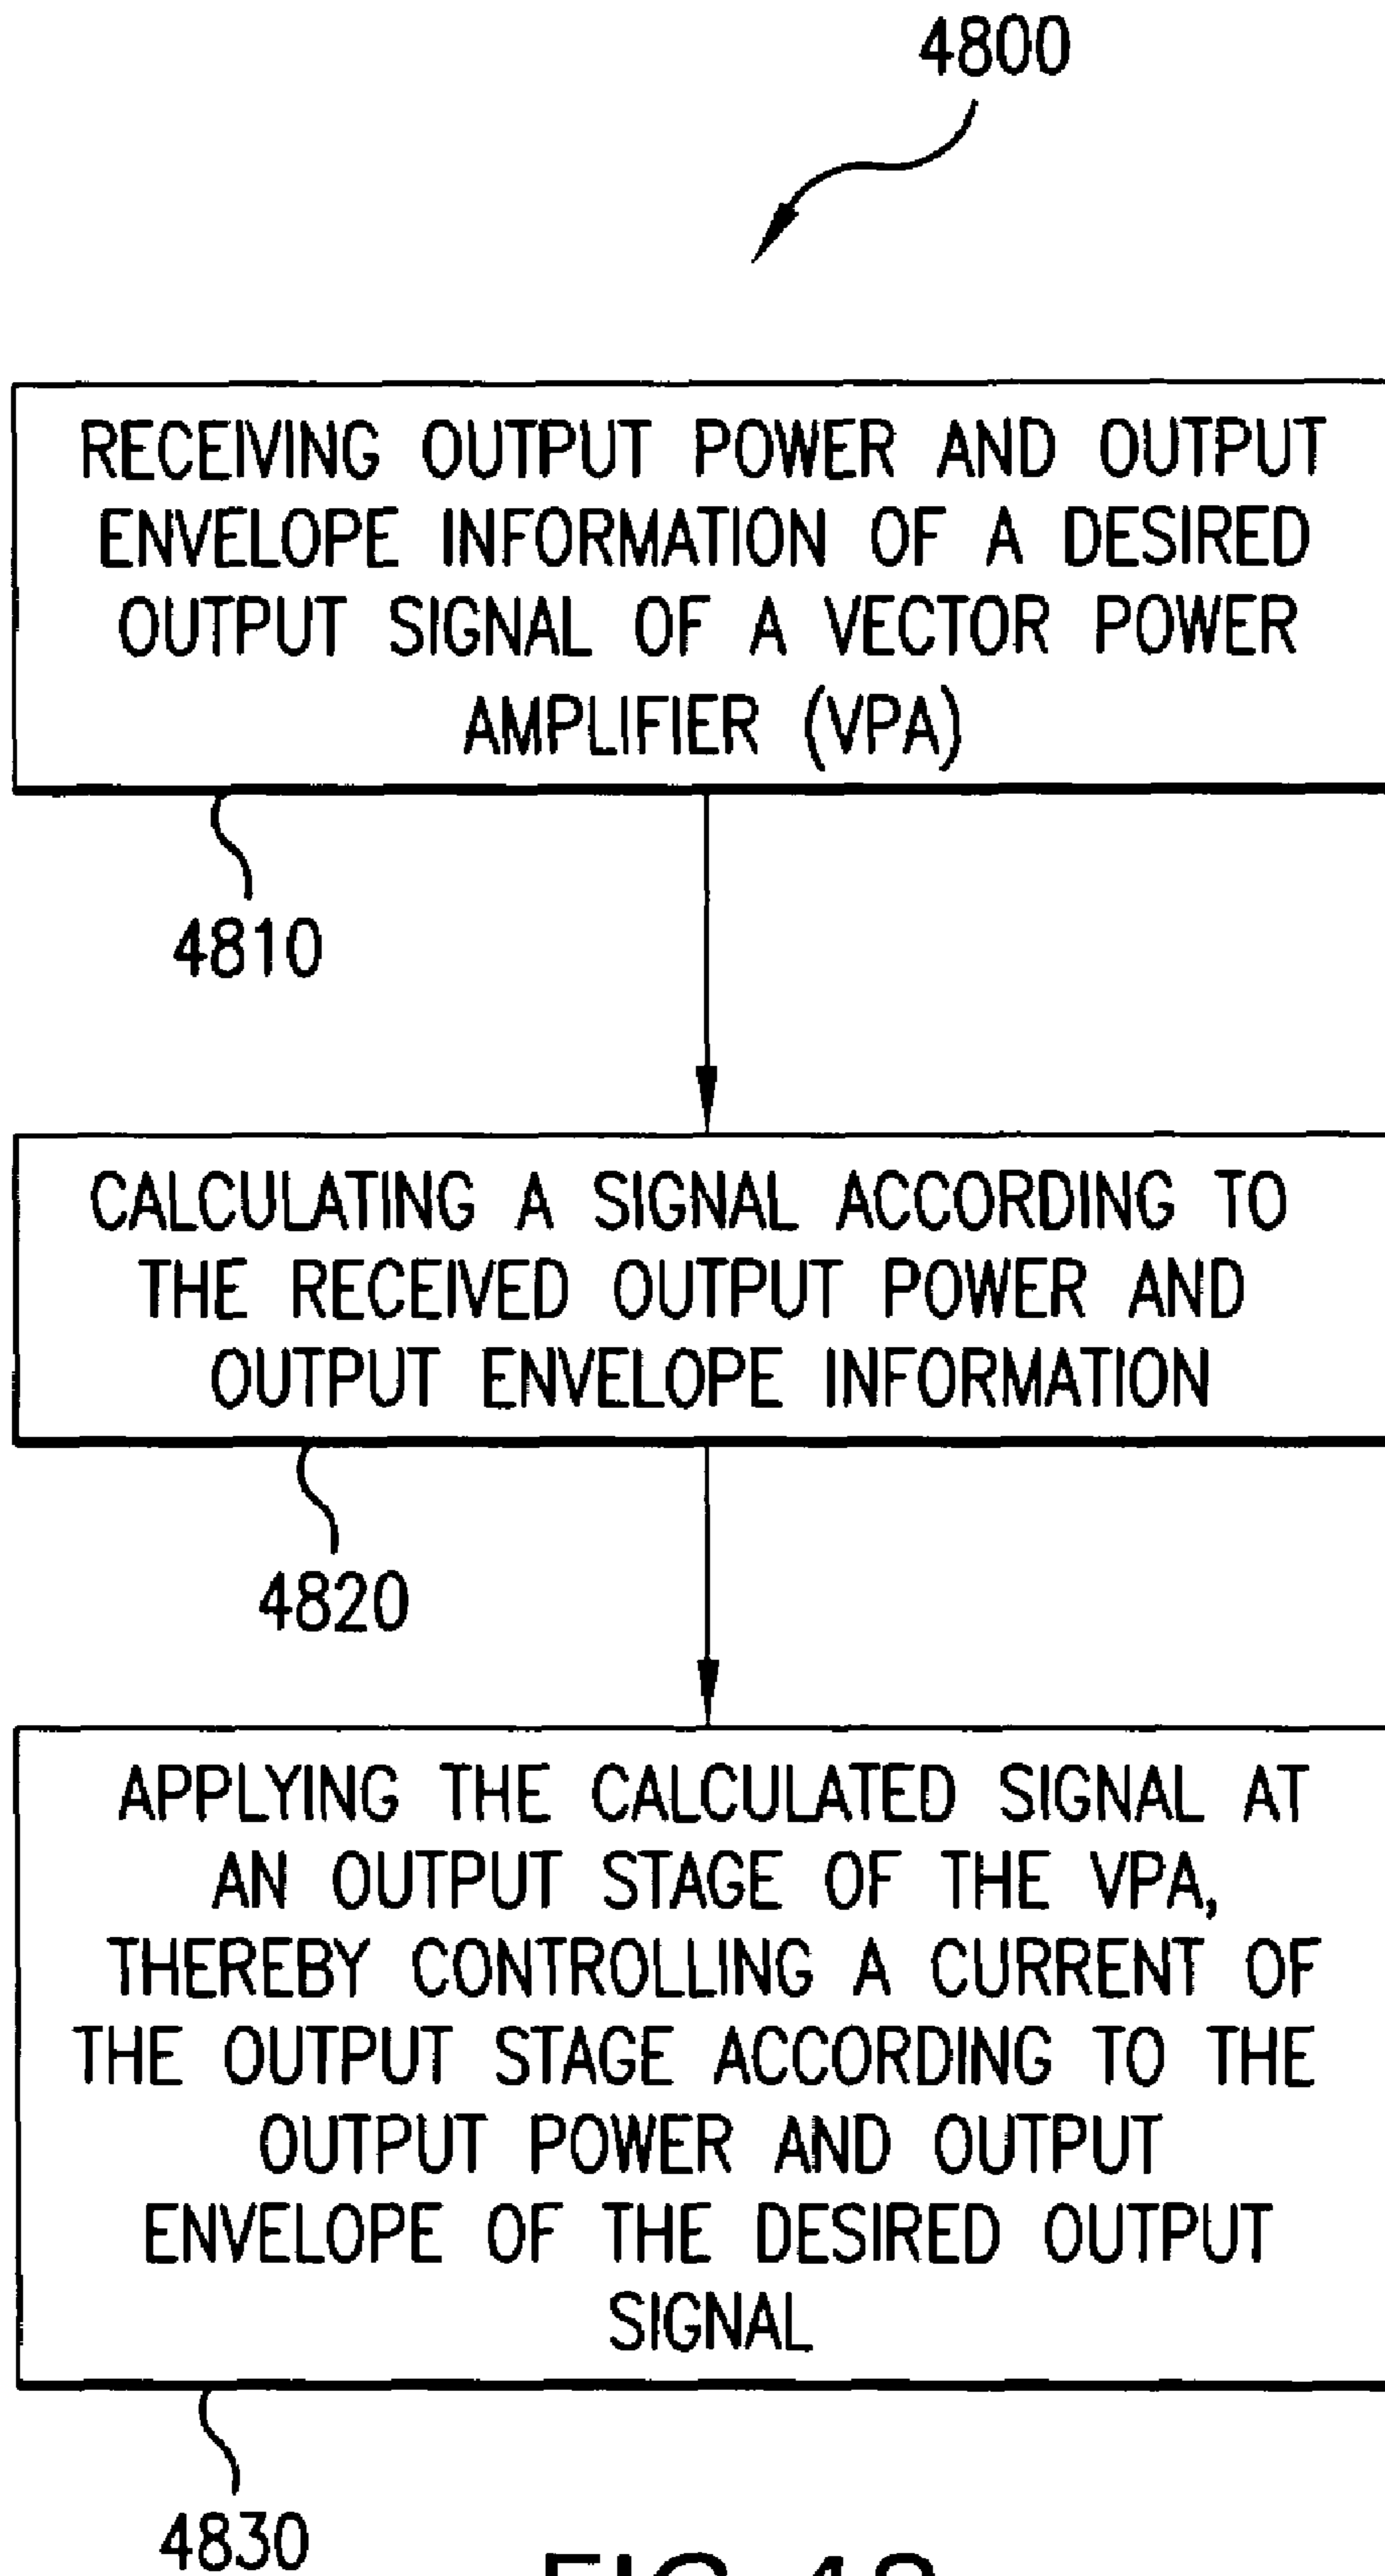 4800
RECEIVING OUTPUT POWER AND OUTPUT
ENVELOPE INFORMATION OF A DESIRED
OUTPUT SIGNAL OF A VECTOR POWER
AMPLIFIER (VPA)
4810
CALCULATING A SIGNAL ACCORDING TO
THE RECEIVED OUTPUT POWER AND
OUTPUT ENVELOPE INFORMATION
4820
APPLYING THE CALCULATED SIGNAL AT
AN OUTPUT STAGE OF THE VPA,
THEREBY CONTROLLING A CURRENT OF
THE OUTPUT STAGE ACCORDING TO THE
OUTPUT POWER AND OUTPUT
ENVELOPE OF THE DESIRED OUTPUT
SIGNAL
4830